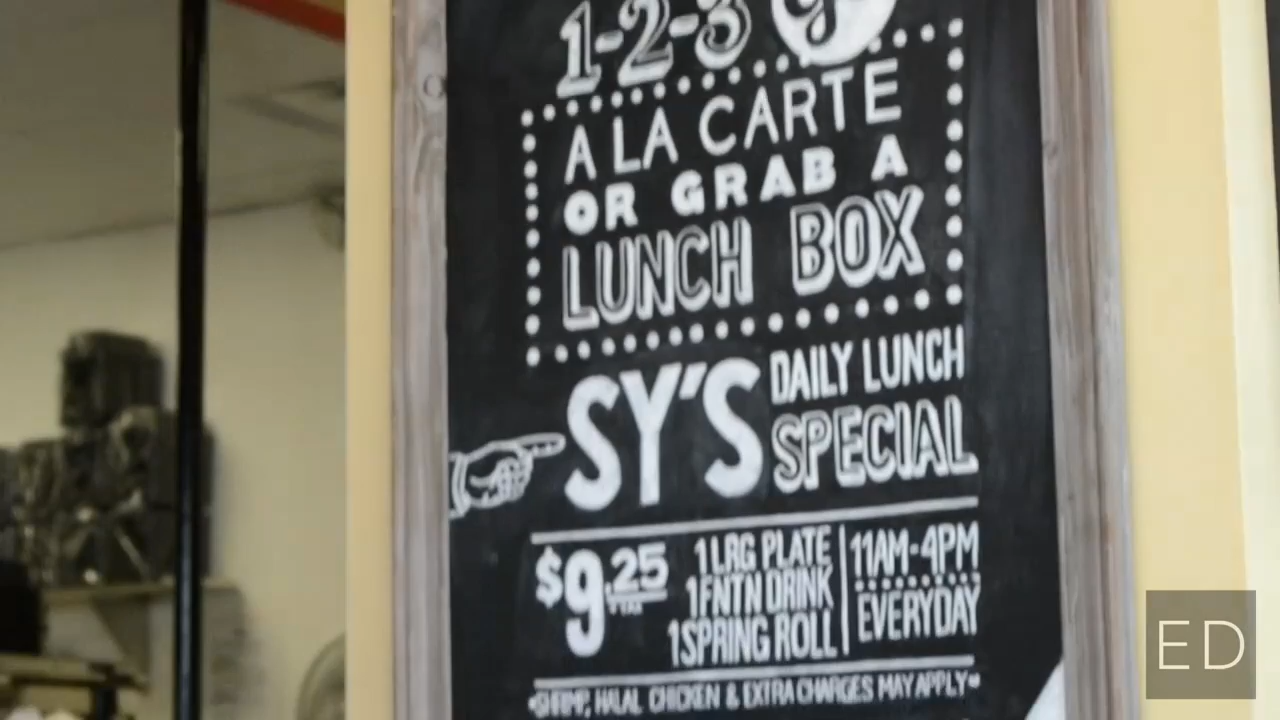 1-2-3
A LA CARTE
OR GRAB A
LUNCH BOX
SY'S
DAILY LUNCH
SPECIAL
$9.25
1 LRG PLATE
1 FNTN DRINK
1 SPRING ROLL
11AM-4PM
EVERYDAY
SHRIMP, HALAL CHICKEN & EXTRA CHARGES MAY APPLY
ED